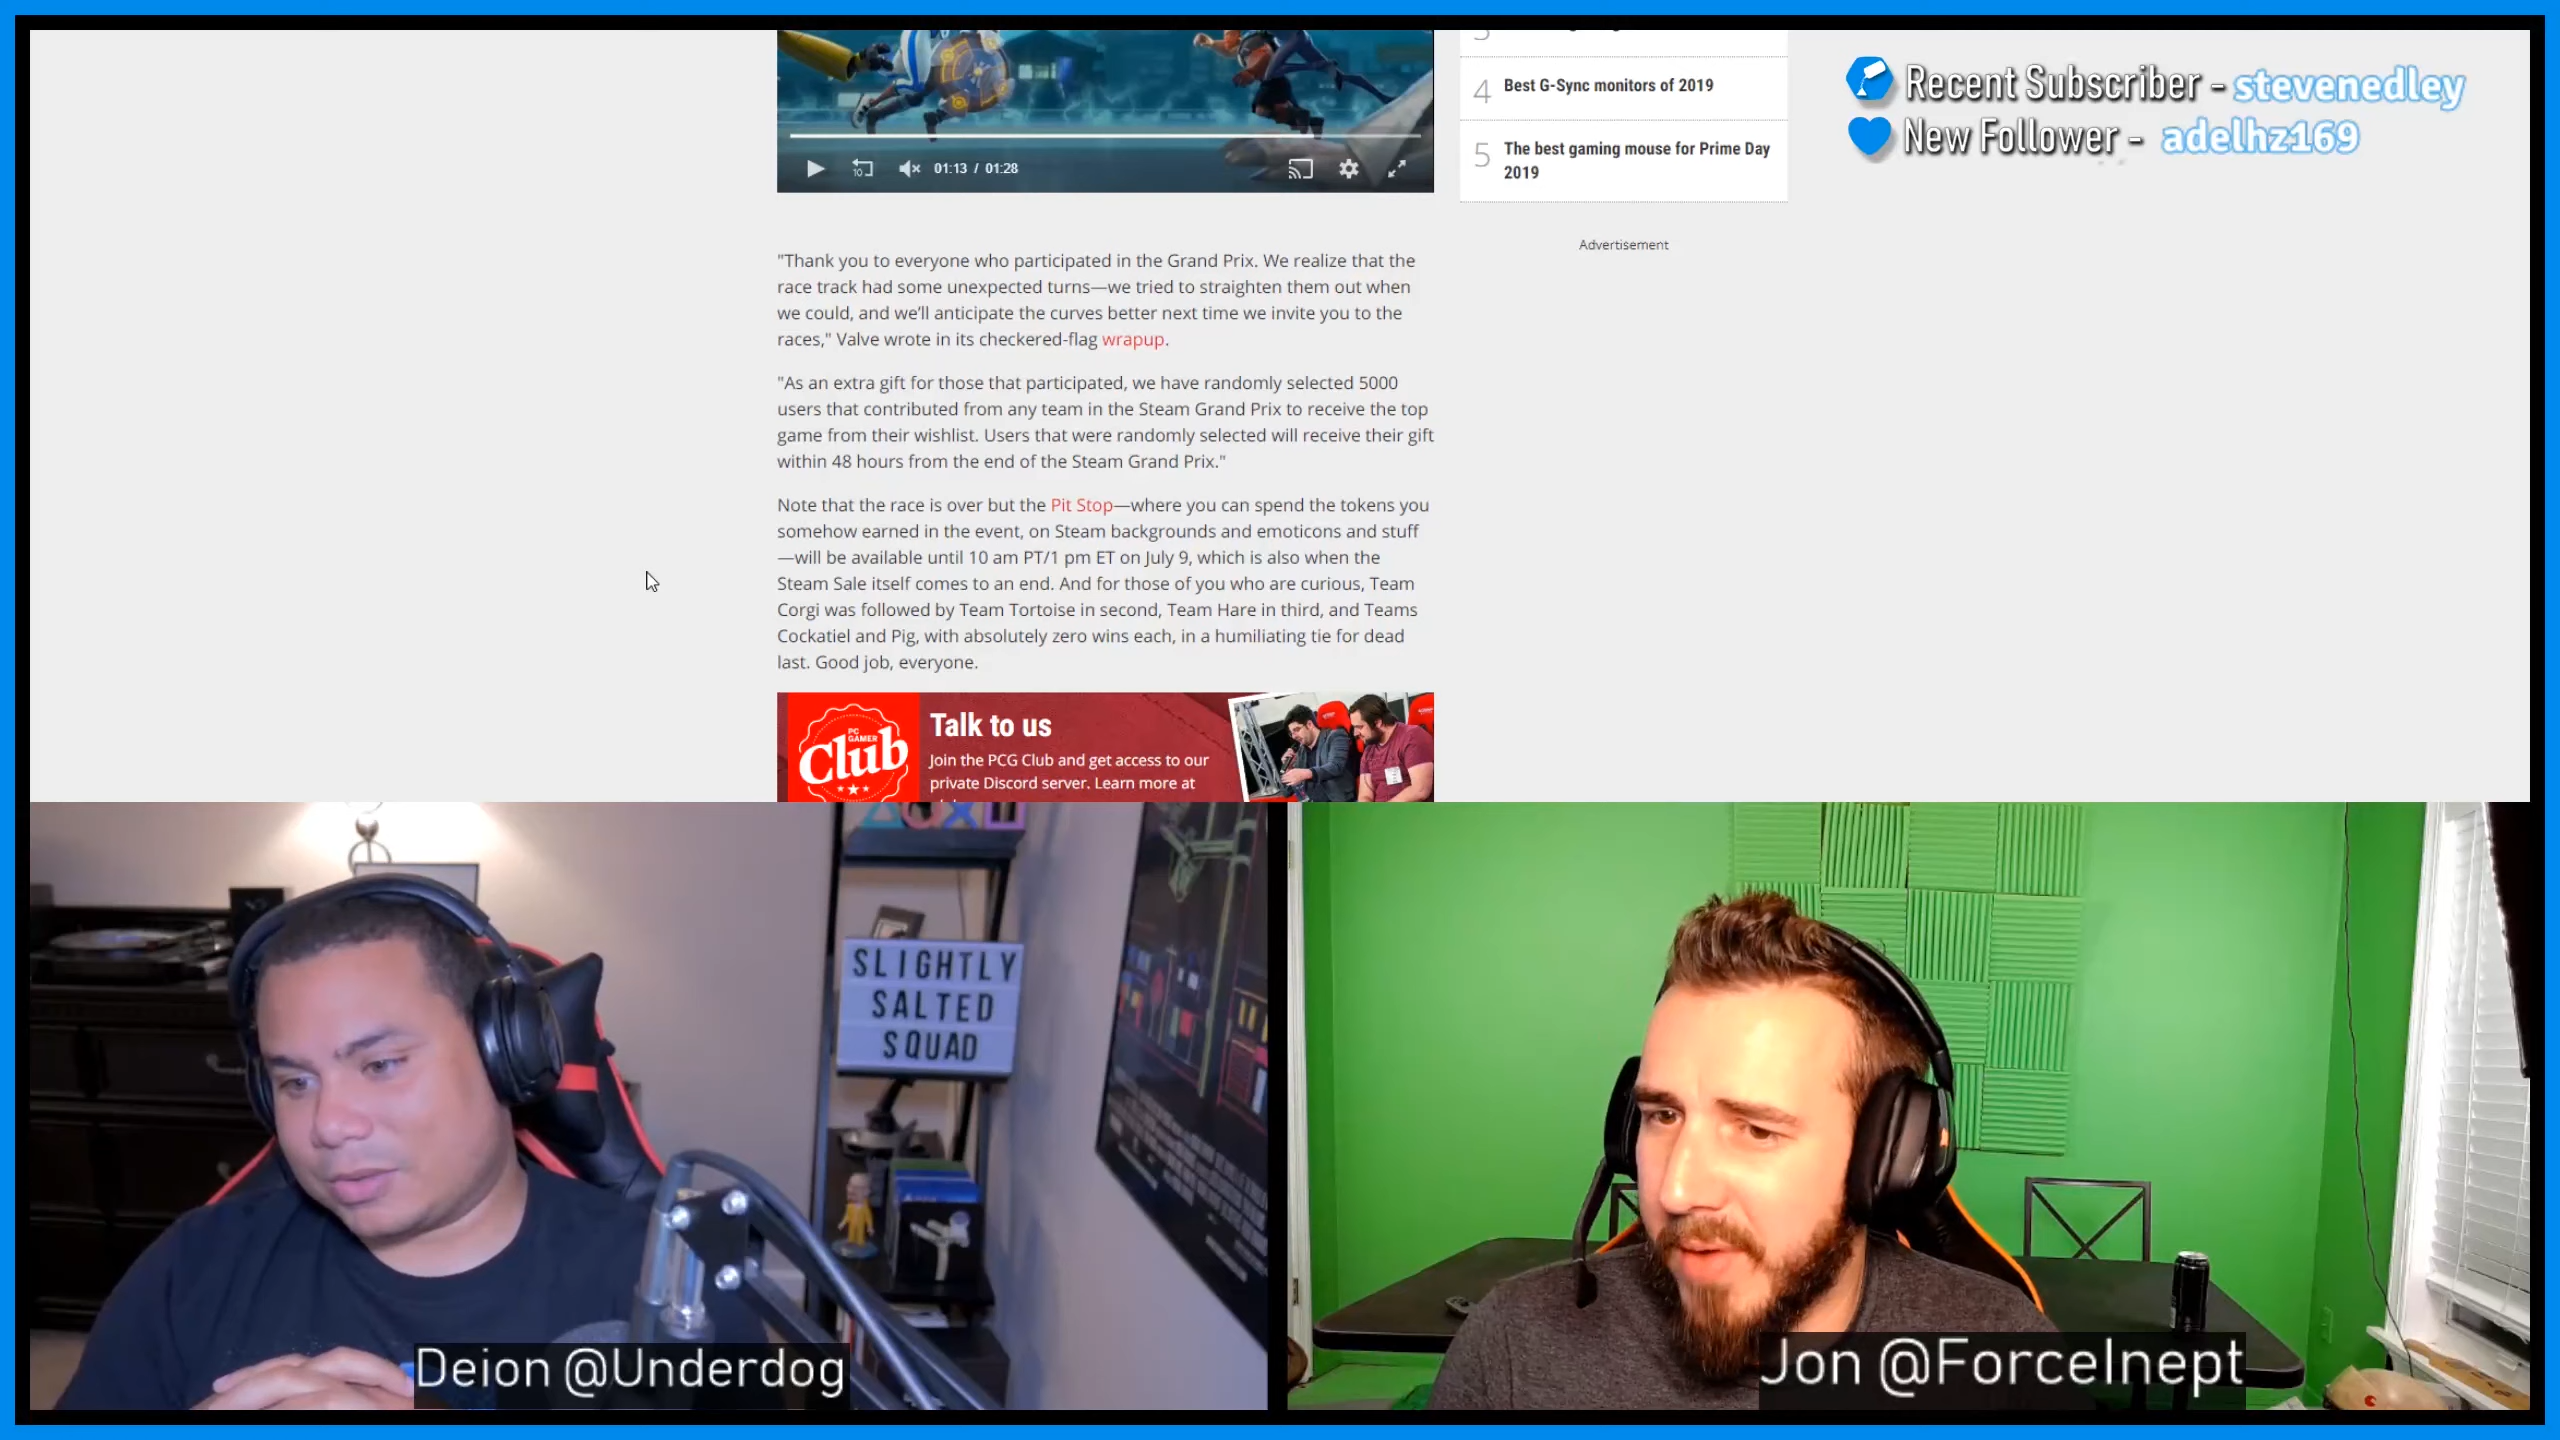 Recent Subscriber - stevenedley
New Follower - adelhz169
4 Best G-Sync monitors of 2019
5 The best gaming mouse for Prime Day
2019
Advertisement
10
01:13 / 01:28
"Thank you to everyone who participated in the Grand Prix. We realize that the
race track had some unexpected turns—we tried to straighten them out when
we could, and we'll anticipate the curves better next time we invite you to the
races," Valve wrote in its checkered-flag wrapup.
"As an extra gift for those that participated, we have randomly selected 5000
users that contributed from any team in the Steam Grand Prix to receive the top
game from their wishlist. Users that were randomly selected will receive their gift
within 48 hours from the end of the Steam Grand Prix."
Note that the race is over but the Pit Stop—where you can spend the tokens you
somehow earned in the event, on Steam backgrounds and emoticons and stuff
—will be available until 10 am PT/1 pm ET on July 9, which is also when the
Steam Sale itself comes to an end. And for those of you who are curious, Team
Corgi was followed by Team Tortoise in second, Team Hare in third, and Teams
Cockatiel and Pig, with absolutely zero wins each, in a humiliating tie for dead
last. Good job, everyone.
PC
GAMER
Club
Talk to us
Join the PCG Club and get access to our
private Discord server. Learn more at
SLIGHTLY
SALTED
SQUAD
Deion @Underdog
Jon @ForceInept